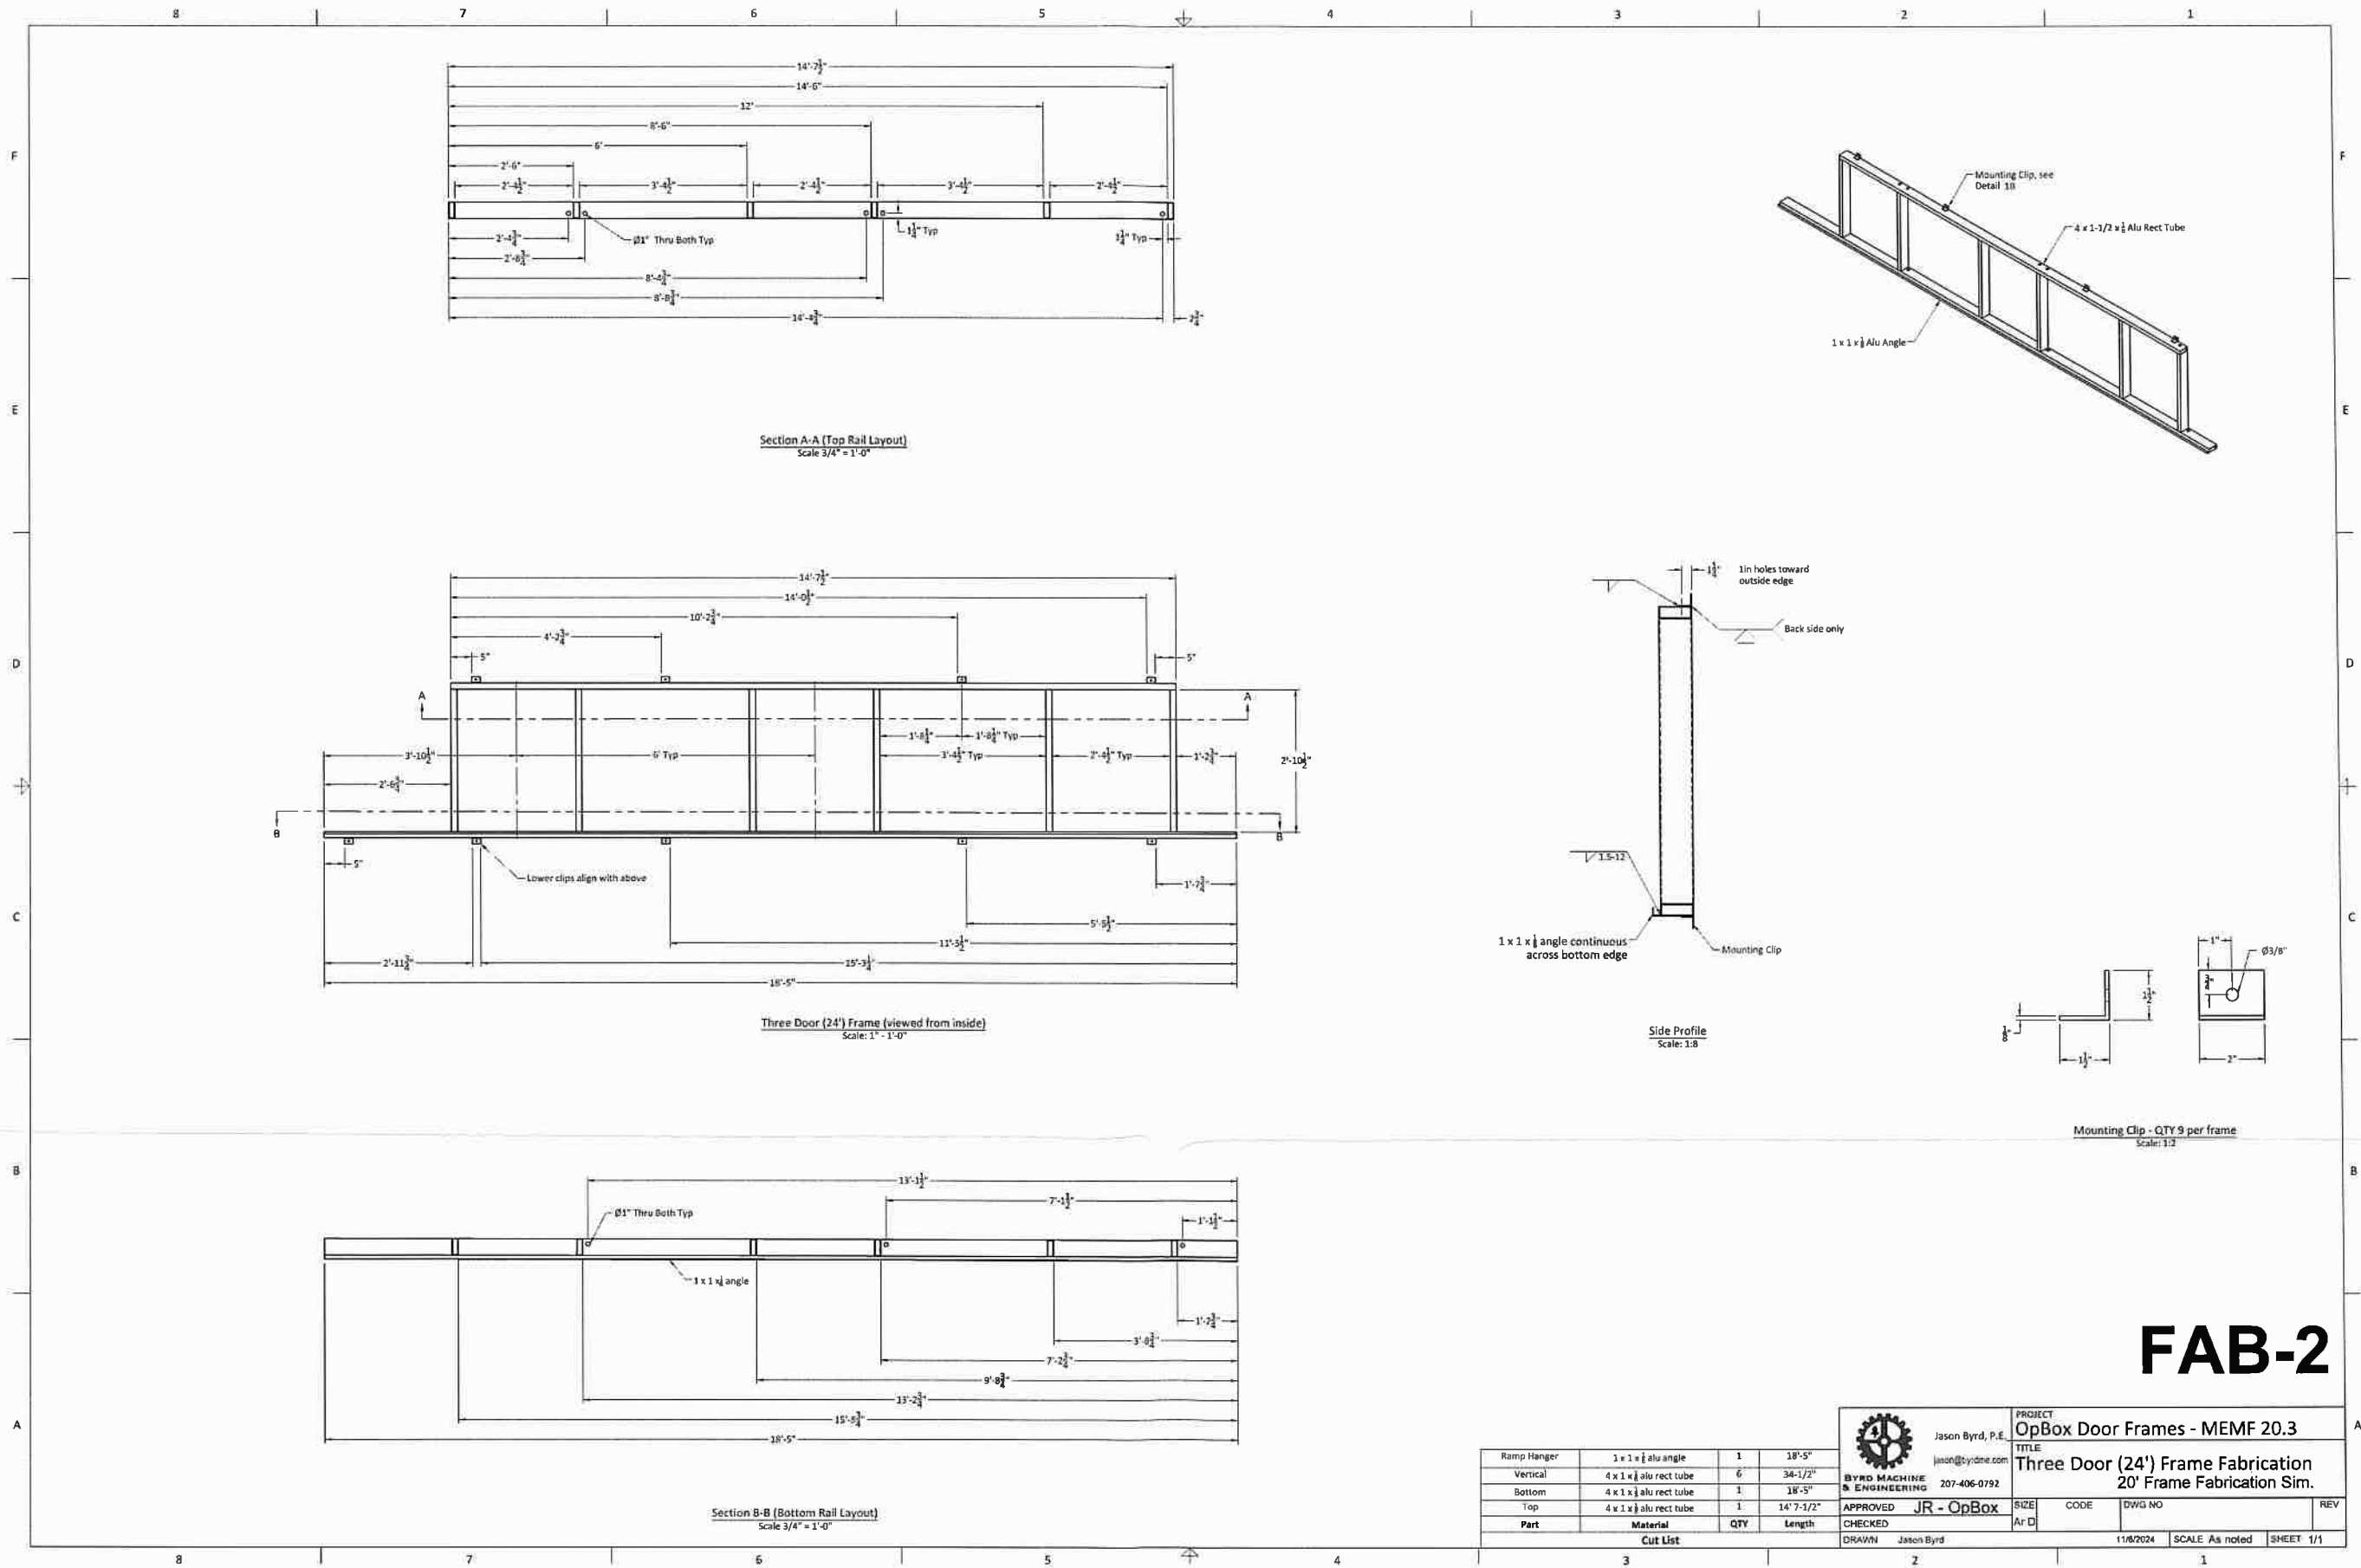 8 7 6 5 4 3 2 1
F
E
D
C
B
A
F
E
D
C
B
A
14'-7½"
14'-6"
12'
8'-6"
6'
2'-6"
2'-4½" 3'-4½" 2'-4½" 3'-4½" 2'-4½"
1¼" Typ
1¼" Typ
Ø1" Thru Both Typ
2'-4¾"
2'-8¾"
8'-4¾"
8'-8¾"
14'-4¾" 2¾"
Section A-A (Top Rail Layout)
Scale 3/4" = 1'-0"
Mounting Clip, see
Detail 1B
4 x 1-1/2 x ⅛ Alu Rect Tube
1 x 1 x ⅛ Alu Angle
14'-7½"
14'-0½"
10'-2¾"
4'-2¾"
5" 5"
A A
1'-8¼" 1'-8¼" Typ
3'-10½" 6' Typ 3'-4½" Typ 2'-4½" Typ 1'-2¾"
2'-10½"
2'-6¾"
B B
5"
Lower clips align with above
1'-7¾"
5'-5½"
11'-5½"
2'-11¾" 15'-3¼"
18'-5"
Three Door (24') Frame (viewed from inside)
Scale: 1" - 1'-0"
1¼" 1in holes toward
outside edge
Back side only
1.5-12
1 x 1 x ⅛ angle continuous
across bottom edge
Mounting Clip
Side Profile
Scale: 1:8
1"
Ø3/8"
¾"
1½"
⅛"
1½" 2"
Mounting Clip - QTY 9 per frame
Scale: 1:2
13'-1½"
7'-1½"
1'-1½"
Ø1" Thru Both Typ
1 x 1 x⅛ angle
1'-2¾"
3'-8¾"
7'-2¾"
9'-8¾"
13'-2¾"
15'-8¾"
18'-5"
Section B-B (Bottom Rail Layout)
Scale 3/4" = 1'-0"
FAB-2
Ramp Hanger 1 x 1 x ⅛ alu angle 1 18'-5"
Vertical 4 x 1 x ⅛ alu rect tube 6 34-1/2"
Bottom 4 x 1 x ⅛ alu rect tube 1 18'-5"
Top 4 x 1 x ⅛ alu rect tube 1 14' 7-1/2"
Part Material QTY Length
Cut List
Jason Byrd, P.E.
jason@byrdme.com
BYRD MACHINE
& ENGINEERING 207-406-0792
PROJECT
OpBox Door Frames - MEMF 20.3
TITLE
Three Door (24') Frame Fabrication
20' Frame Fabrication Sim.
APPROVED JR - OpBox
CHECKED
DRAWN Jason Byrd
SIZE CODE DWG NO REV
Ar D
11/6/2024 SCALE As noted SHEET 1/1
8 7 6 5 4 3 2 1